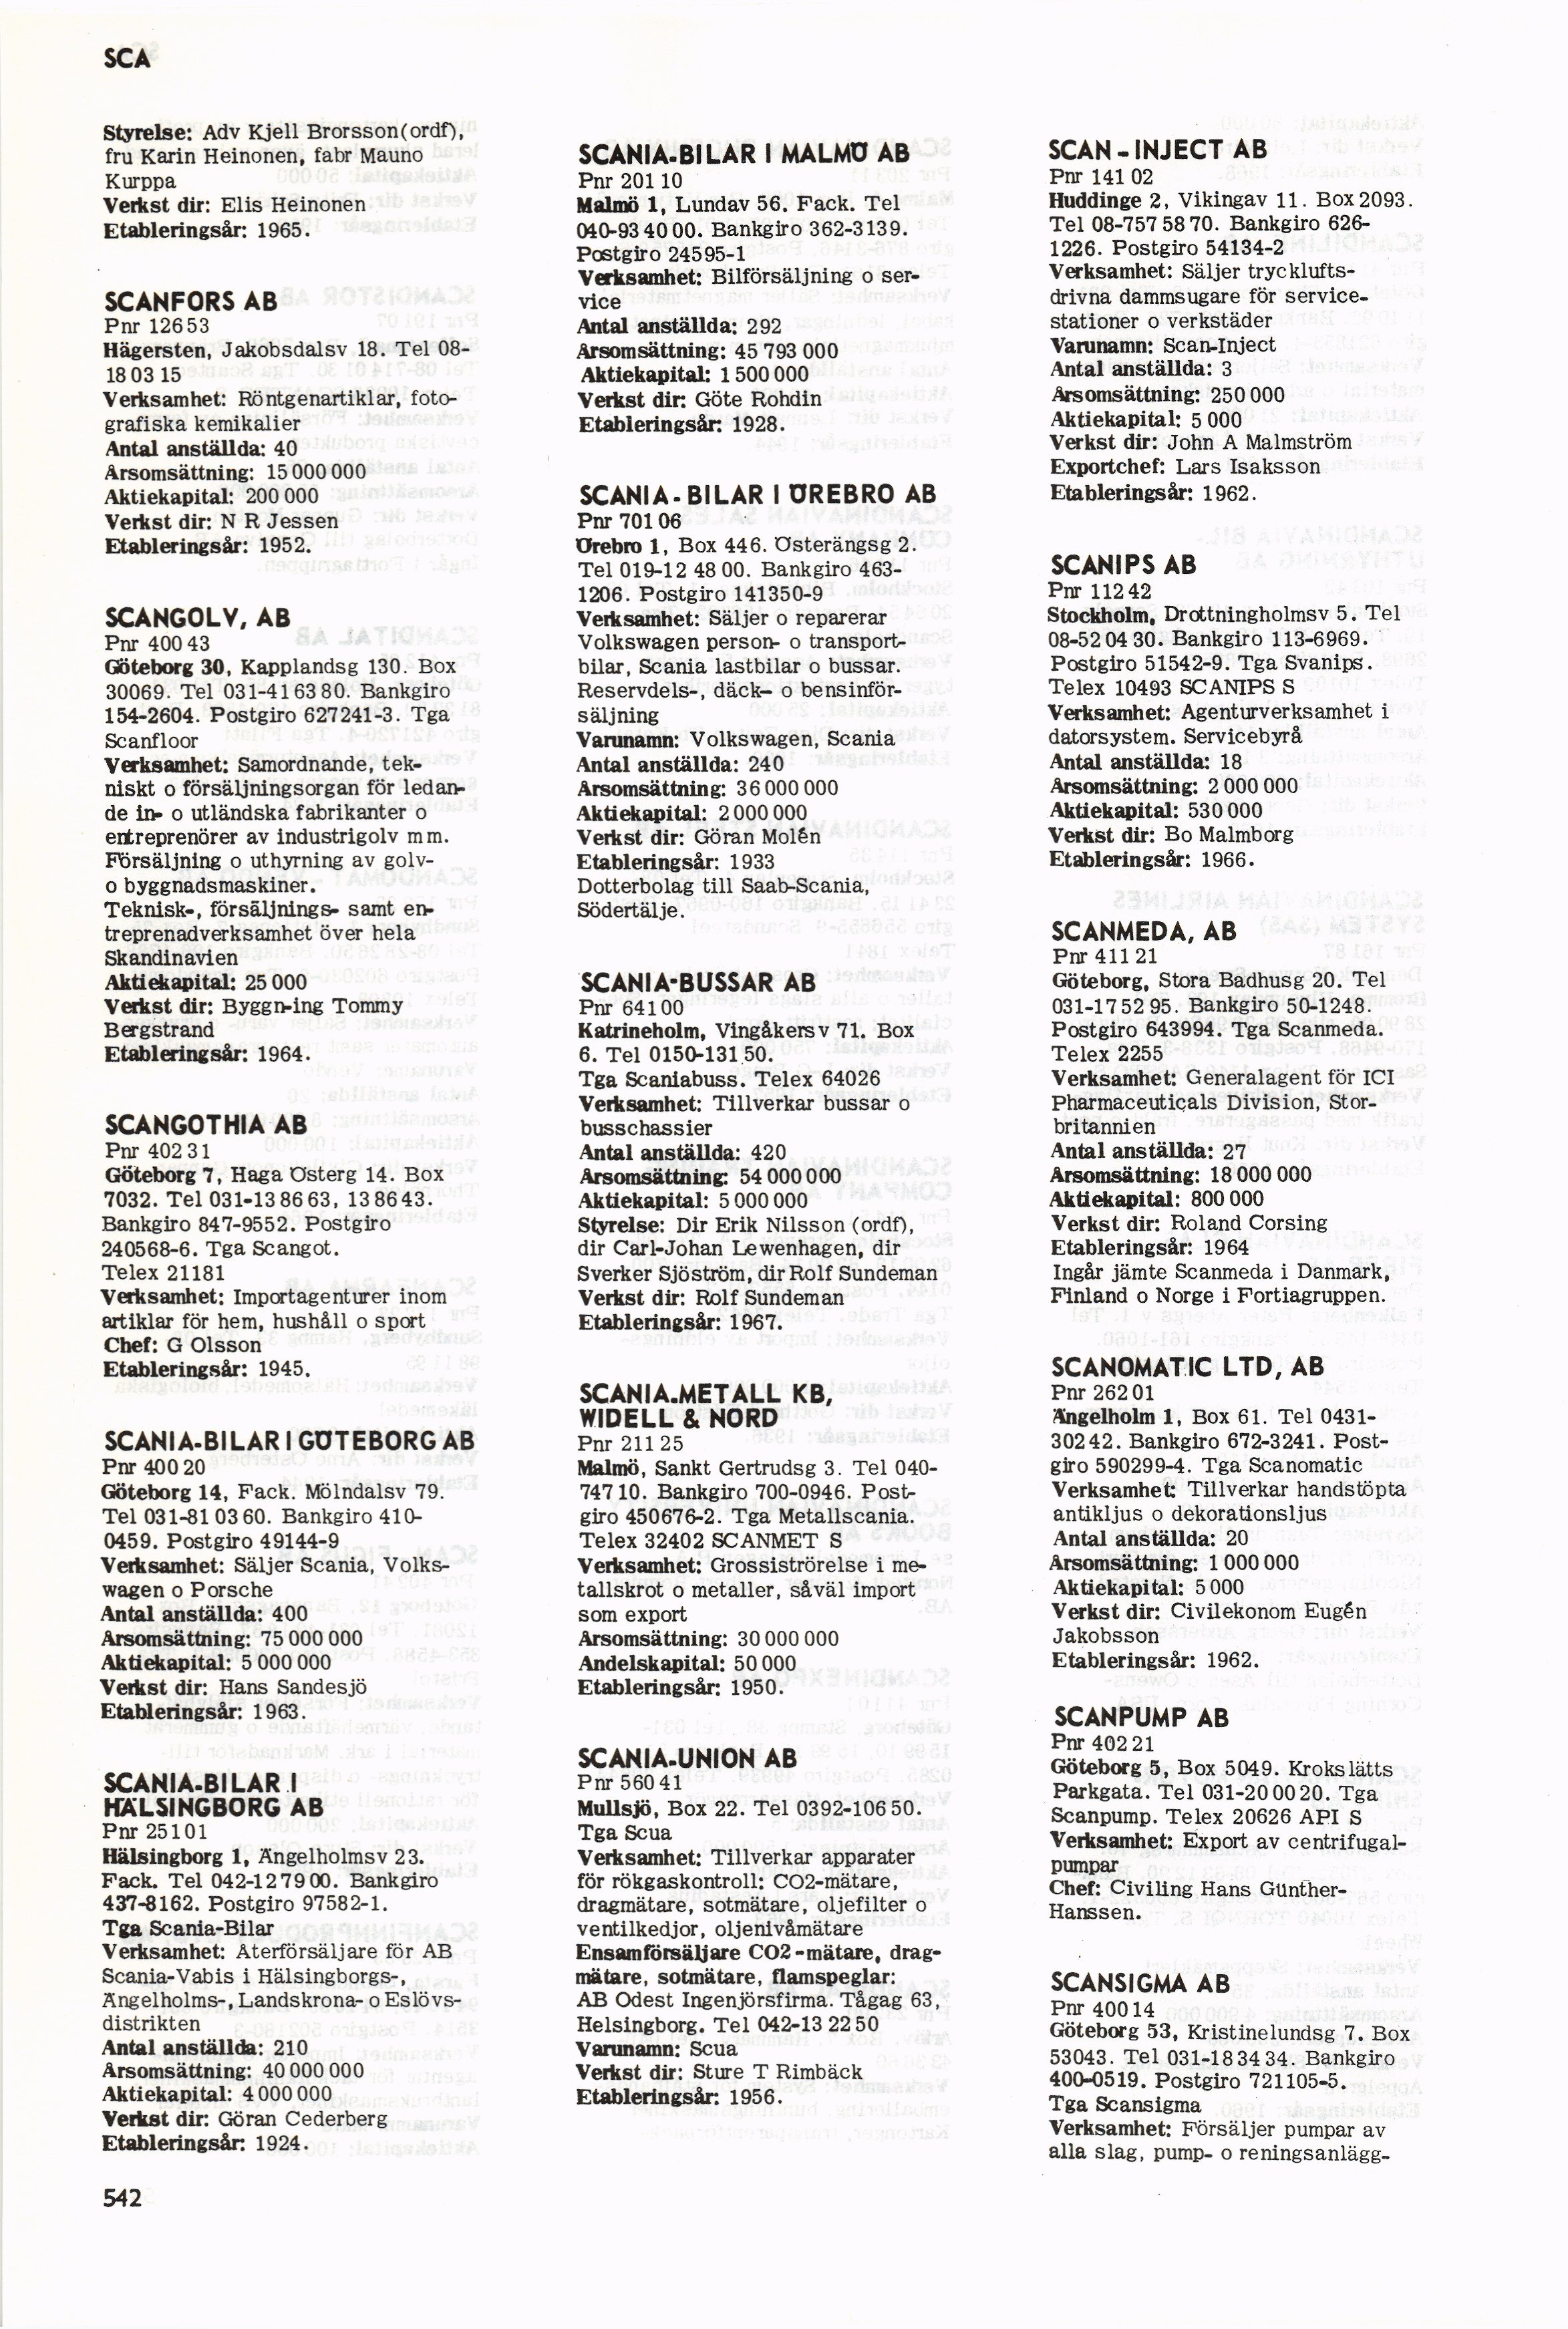 SCA
Styrelse: Adv Kjell Brorsson(ordf),
fru Karin Heinonen, fabr Mauno
Kurppa
Verkst dir: Elis Heinonen
Etableringsår: 1965.
SCANFORS AB
Pnr 126 53
Hägersten, Jakobsdalsv 18. Tel 08-
18 03 15
Verksamhet: Röntgenartiklar, foto-
grafiska kemikalier
Antal anställda: 40
Årsomsättning: 15 000 000
Aktiekapital: 200 000
Verkst dir: N R Jessen
Etableringsår: 1952.
SCANGOLV, AB
Pnr 400 43
Göteborg 30, Kapplandsg 130. Box
30069. Tel 031-41 63 80. Bankgiro
154-2604. Postgiro 627241-3. Tga
Scanfloor
Verksamhet: Samordnande, tek-
niskt o försäljningsorgan för ledan-
de in- o utländska fabrikanter o
entreprenörer av industrigolv m m.
Försäljning o uthyrning av golv-
o byggnadsmaskiner.
Teknisk-, försäljnings- samt en-
treprenadverksamhet över hela
Skandinavien
Aktiekapital: 25 000
Verkst dir: Byggn-ing Tommy
Bergstrand
Etableringsår: 1964.
SCANGOTHIA AB
Pnr 402 31
Göteborg 7, Haga Österg 14. Box
7032. Tel 031-13 86 63, 13 86 43.
Bankgiro 847-9552. Postgiro
240568-6. Tga Scangot.
Telex 21181
Verksamhet: Importagenturer inom
artiklar för hem, hushåll o sport
Chef: G Olsson
Etableringsår: 1945.
SCANIA-BILAR I GÖTEBORG AB
Pnr 400 20
Göteborg 14, Fack. Mölndalsv 79.
Tel 031-81 03 60. Bankgiro 410-
0459. Postgiro 49144-9
Verksamhet: Säljer Scania, Volks-
wagen o Porsche
Antal anställda: 400
Årsomsättning: 75 000 000
Aktiekapital: 5 000 000
Verkst dir: Hans Sandesjö
Etableringsår: 1963.
SCANIA-BILAR I
HÄLSINGBORG AB
Pnr 251 01
Hälsingborg 1, Ängelholmsv 23.
Fack. Tel 042-12 79 00. Bankgiro
437-8162. Postgiro 97582-1.
Tga Scania-Bilar
Verksamhet: Återförsäljare för AB
Scania-Vabis i Hälsingborgs-,
Ängelholms-, Landskrona- o Eslövs-
distrikten
Antal anställda: 210
Årsomsättning: 40 000 000
Aktiekapital: 4 000 000
Verkst dir: Göran Cederberg
Etableringsår: 1924.
542
SCANIA-BILAR I MALMÖ AB
Pnr 201 10
Malmö 1, Lundav 56. Fack. Tel
040-93 40 00. Bankgiro 362-3139.
Postgiro 24595-1
Verksamhet: Bilförsäljning o ser-
vice
Antal anställda: 292
Årsomsättning: 45 793 000
Aktiekapital: 1 500 000
Verkst dir: Göte Rohdin
Etableringsår: 1928.
SCANIA-BILAR I ÖREBRO AB
Pnr 701 06
Örebro 1, Box 446. Österängsg 2.
Tel 019-12 48 00. Bankgiro 463-
1206. Postgiro 141350-9
Verksamhet: Säljer o reparerar
Volkswagen person- o transport-
bilar, Scania lastbilar o bussar.
Reservdels-, däck- o bensinför-
säljning
Varunamn: Volkswagen, Scania
Antal anställda: 240
Årsomsättning: 36 000 000
Aktiekapital: 2 000 000
Verkst dir: Göran Molén
Etableringsår: 1933
Dotterbolag till Saab-Scania,
Södertälje.
SCANIA-BUSSAR AB
Pnr 641 00
Katrineholm, Vingåkersv 71. Box
6. Tel 0150-131 50.
Tga Scaniabuss. Telex 64026
Verksamhet: Tillverkar bussar o
busschassier
Antal anställda: 420
Årsomsättning: 54 000 000
Aktiekapital: 5 000 000
Styrelse: Dir Erik Nilsson (ordf),
dir Carl-Johan Lewenhagen, dir
Sverker Sjöström, dir Rolf Sundeman
Verkst dir: Rolf Sundeman
Etableringsår: 1967.
SCANIA-METALL KB,
WIDELL & NORD
Pnr 211 25
Malmö, Sankt Gertrudsg 3. Tel 040-
747 10. Bankgiro 700-0946. Post-
giro 450676-2. Tga Metallscania.
Telex 32402 SCANMET S
Verksamhet: Grossiströrelse i me-
tallskrot o metaller, såväl import
som export
Årsomsättning: 30 000 000
Andelskapital: 50 000
Etableringsår: 1950.
SCANIA-UNION AB
Pnr 560 41
Mullsjö, Box 22. Tel 0392-106 50.
Tga Scua
Verksamhet: Tillverkar apparater
för rökgaskontroll: CO2-mätare,
dragmätare, sotmätare, oljefilter o
ventilkedjor, oljenivåmätare
Ensamförsäljare CO2-mätare, drag-
mätare, sotmätare, flamspeglar:
AB Odest Ingenjörsfirma. Tågag 63,
Helsingborg. Tel 042-13 22 50
Varunamn: Scua
Verkst dir: Sture T Rimbäck
Etableringsår: 1956.
SCAN-INJECT AB
Pnr 141 02
Huddinge 2, Vikingav 11. Box 2093.
Tel 08-757 58 70. Bankgiro 626-
1226. Postgiro 54134-2
Verksamhet: Säljer trycklufts-
drivna dammsugare för service-
stationer o verkstäder
Varunamn: Scan-Inject
Antal anställda: 3
Årsomsättning: 250 000
Aktiekapital: 5 000
Verkst dir: John A Malmström
Exportchef: Lars Isaksson
Etableringsår: 1962.
SCANIPS AB
Pnr 112 42
Stockholm, Drottningholmsv 5. Tel
08-52 04 30. Bankgiro 113-6969.
Postgiro 51542-9. Tga Svanips.
Telex 10493 SCANIPS S
Verksamhet: Agenturverksamhet i
datorsystem. Servicebyrå
Antal anställda: 18
Årsomsättning: 2 000 000
Aktiekapital: 530 000
Verkst dir: Bo Malmborg
Etableringsår: 1966.
SCANMEDA, AB
Pnr 411 21
Göteborg, Stora Badhusg 20. Tel
031-17 52 95. Bankgiro 50-1248.
Postgiro 643994. Tga Scanmeda.
Telex 2255
Verksamhet: Generalagent för ICI
Pharmaceuticals Division, Stor-
britannien
Antal anställda: 27
Årsomsättning: 18 000 000
Aktiekapital: 800 000
Verkst dir: Roland Corsing
Etableringsår: 1964
Ingår jämte Scanmeda i Danmark,
Finland o Norge i Fortiagruppen.
SCANOMATIC LTD, AB
Pnr 262 01
Ängelholm 1, Box 61. Tel 0431-
302 42. Bankgiro 672-3241. Post-
giro 590299-4. Tga Scanomatic
Verksamhet: Tillverkar handstöpta
antikljus o dekorationsljus
Antal anställda: 20
Årsomsättning: 1 000 000
Aktiekapital: 5 000
Verkst dir: Civilekonom Eugén
Jakobsson
Etableringsår: 1962.
SCANPUMP AB
Pnr 402 21
Göteborg 5, Box 5049. Krokslätts
Parkgata. Tel 031-20 00 20. Tga
Scanpump. Telex 20626 API S
Verksamhet: Export av centrifugal-
pumpar
Chef: Civiling Hans Günther-
Hanssen.
SCANSIGMA AB
Pnr 400 14
Göteborg 53, Kristinelundsg 7. Box
53043. Tel 031-18 34 34. Bankgiro
400-0519. Postgiro 721105-5.
Tga Scansigma
Verksamhet: Försäljer pumpar av
alla slag, pump- o reningsanlägg-